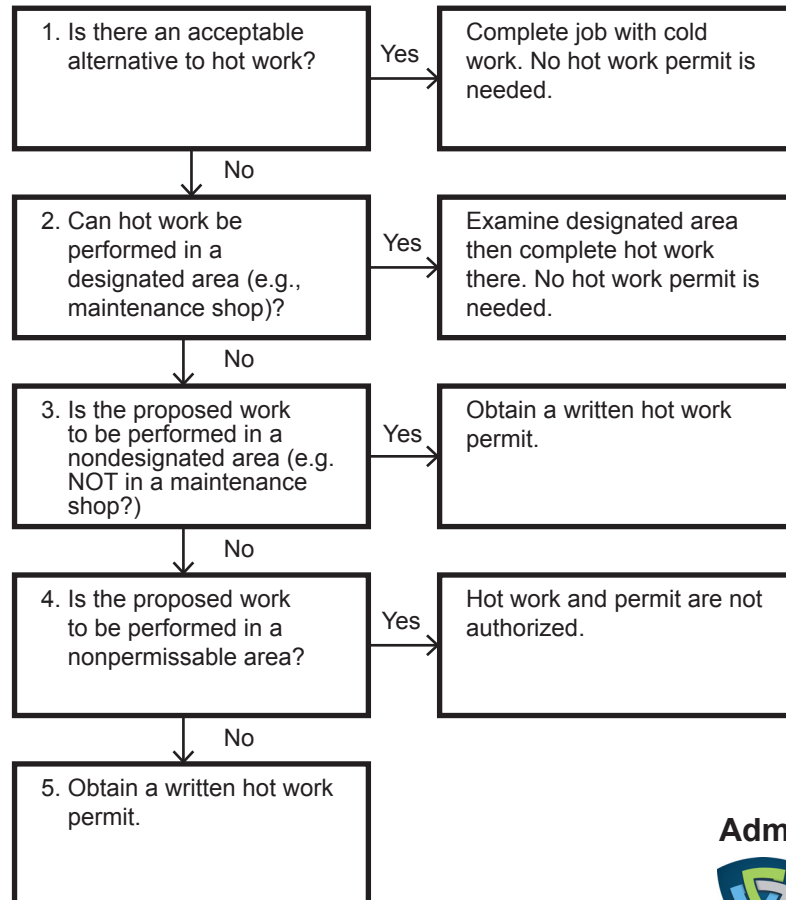 1. Is there an acceptable
alternative to hot work?
Yes
Complete job with cold
work. No hot work permit is
needed.
No
2. Can hot work be
performed in a
designated area (e.g.,
maintenance shop)?
Yes
Examine designated area
then complete hot work
there. No hot work permit is
needed.
No
3. Is the proposed work
to be performed in a
nondesignated area (e.g.
NOT in a maintenance
shop?)
Yes
Obtain a written hot work
permit.
No
4. Is the proposed work
to be performed in a
nonpermissable area?
Yes
Hot work and permit are not
authorized.
No
5. Obtain a written hot work
permit.
Adm